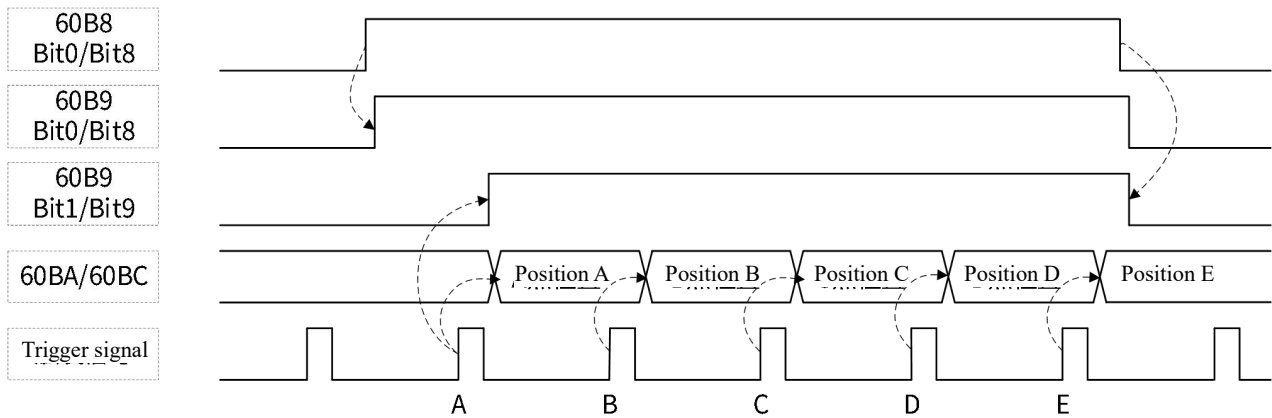 60B8
Bit0/Bit8
60B9
Bit0/Bit8
60B9
Bit1/Bit9
60BA/60BC
Position A
Position B
Position C
Position D
Position E
Trigger signal
A
B
C
D
E